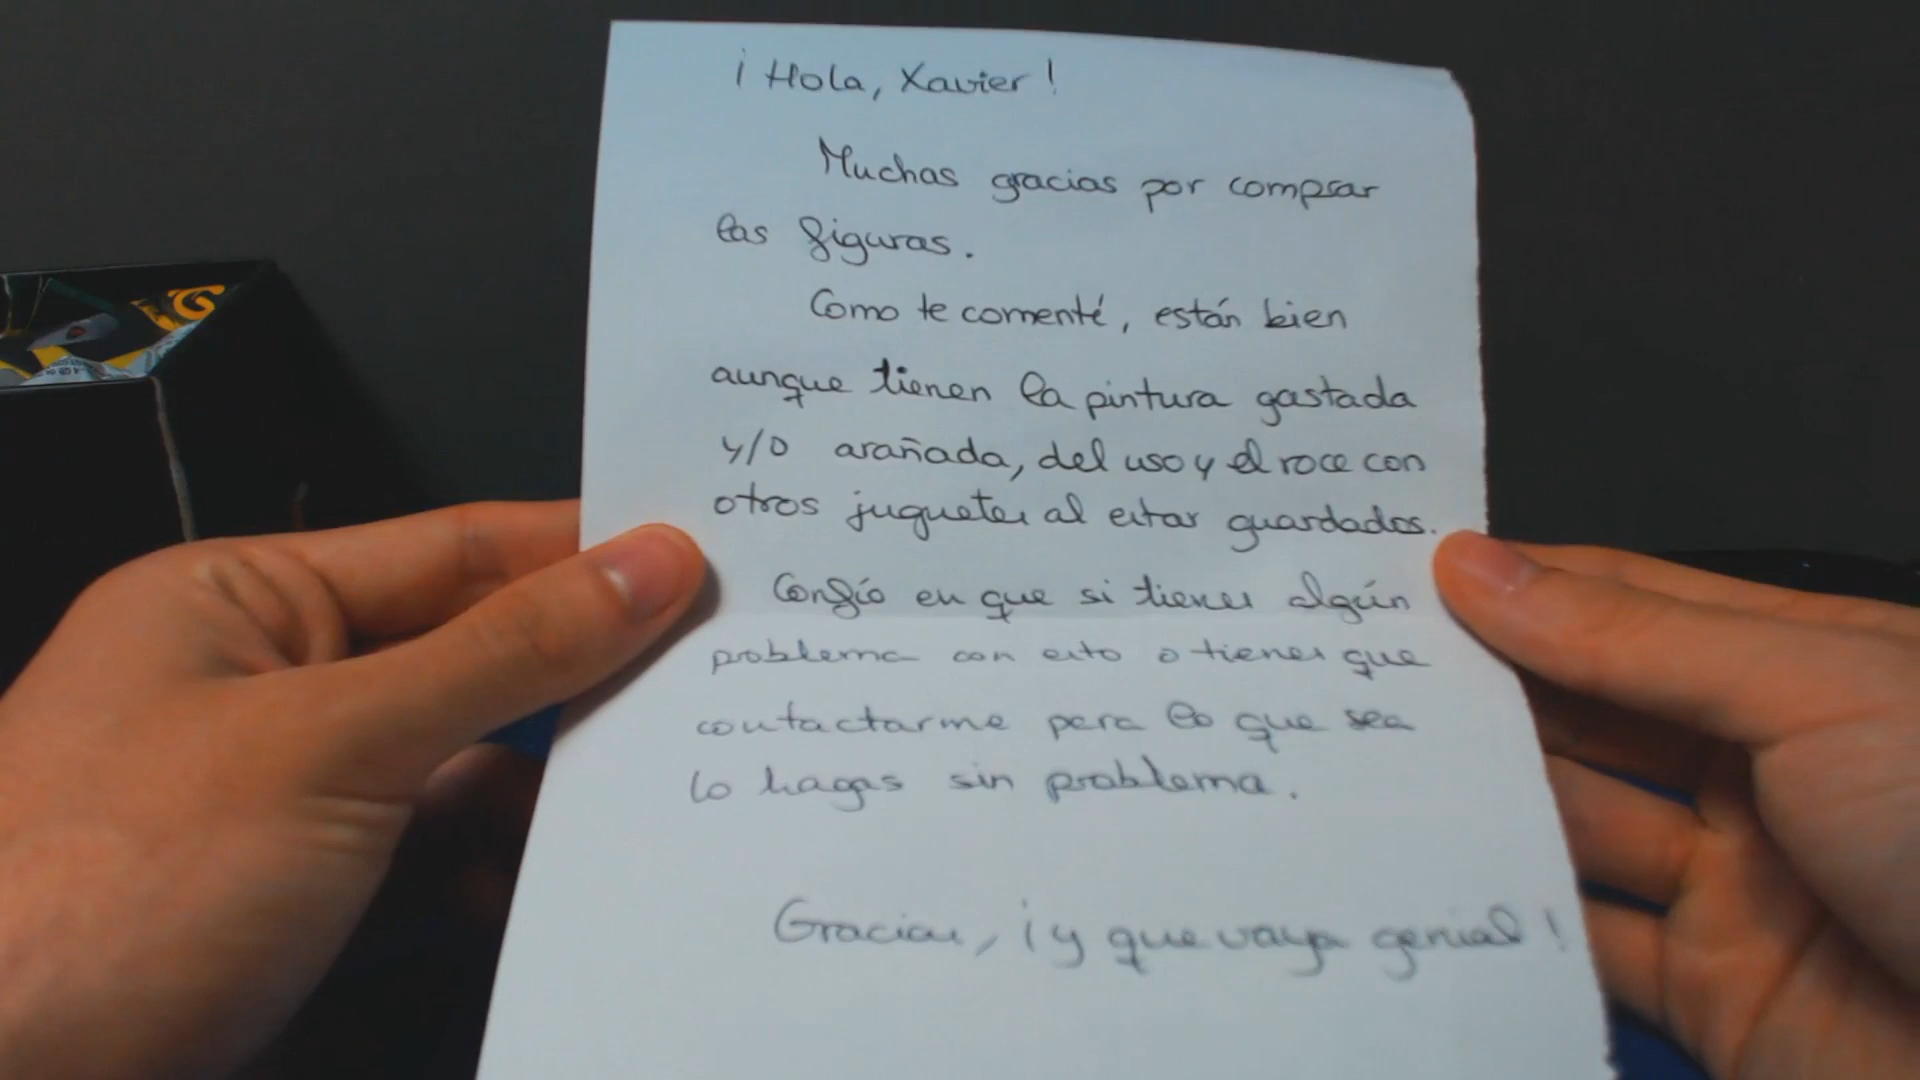 ¡Hola, Xavier!
Muchas gracias por comprar
las figuras.
Como te comenté, están bien
aunque tienen la pintura gastada
y/o arañada, del uso y el roce con
otros juguetes al estar guardados.
Confío en que si tienes algún
problema con esto o tienes que
contactarme para lo que sea
lo hagas sin problema.
Gracias, ¡y que vaya genial!